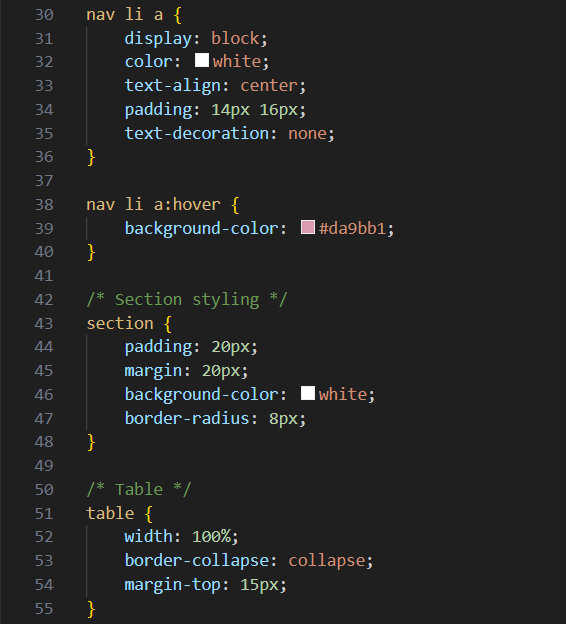 30 nav li a {
31     display: block;
32     color: white;
33     text-align: center;
34     padding: 14px 16px;
35     text-decoration: none;
36 }
37
38 nav li a:hover {
39     background-color: #da9bb1;
40 }
41
42 /* Section styling */
43 section {
44     padding: 20px;
45     margin: 20px;
46     background-color: white;
47     border-radius: 8px;
48 }
49
50 /* Table */
51 table {
52     width: 100%;
53     border-collapse: collapse;
54     margin-top: 15px;
55 }